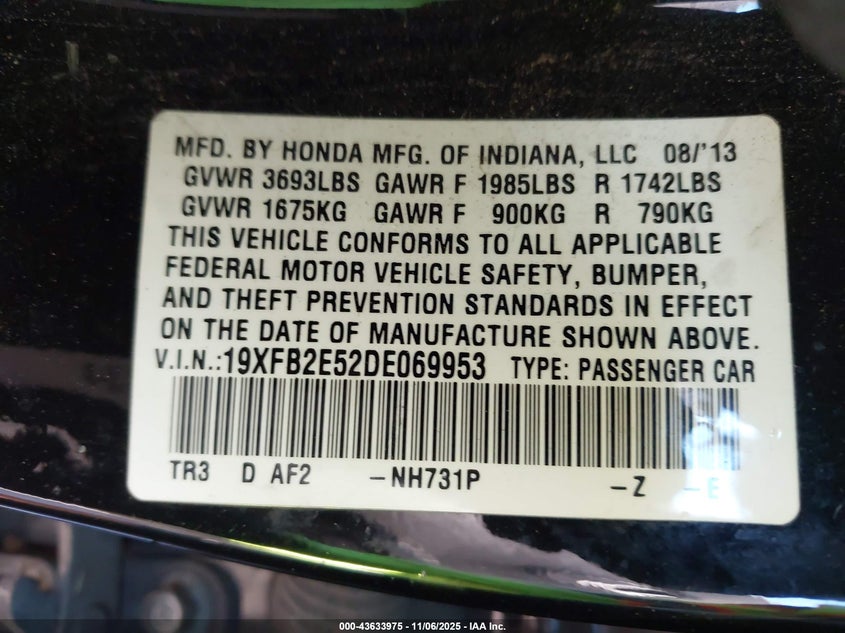 MFD. BY HONDA MFG. OF INDIANA, LLC 08/'13
GVWR 3693LBS GAWR F 1985LBS R 1742LBS
GVWR 1675KG GAWR F 900KG R 790KG
THIS VEHICLE CONFORMS TO ALL APPLICABLE
FEDERAL MOTOR VEHICLE SAFETY, BUMPER,
AND THEFT PREVENTION STANDARDS IN EFFECT
ON THE DATE OF MANUFACTURE SHOWN ABOVE.
V.I.N.:19XFB2E52DE069953 TYPE: PASSENGER CAR
TR3 D AF2 -NH731P -Z -E
000-43633975 - 11/06/2025 - IAA Inc.